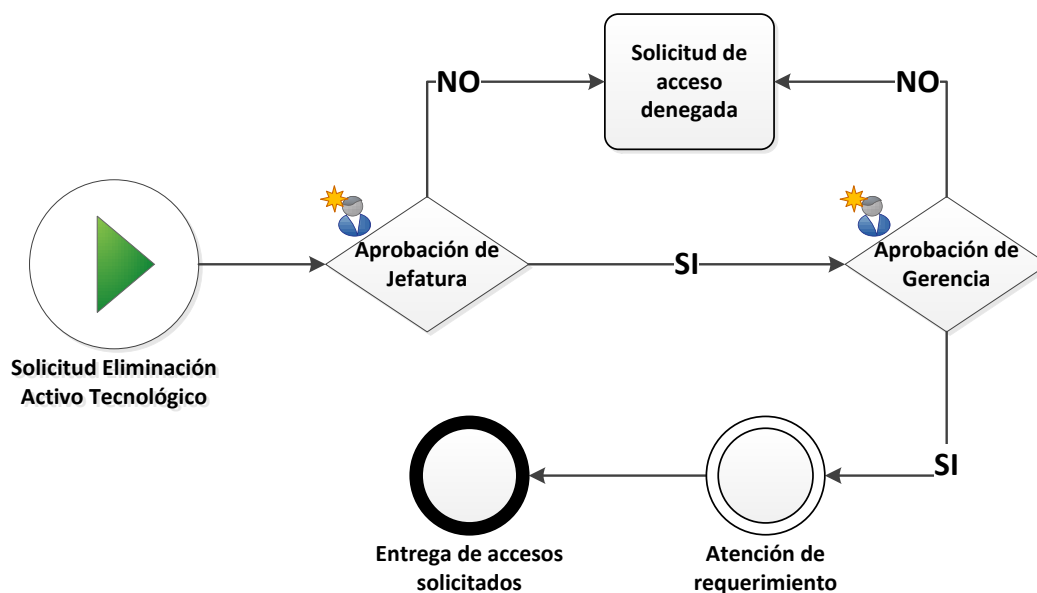 Solicitud de
acceso
denegada
NO
NO
Aprobación de
Jefatura
SI
Aprobación de
Gerencia
Solicitud Eliminación
Activo Tecnológico
SI
Entrega de accesos
solicitados
Atención de
requerimiento